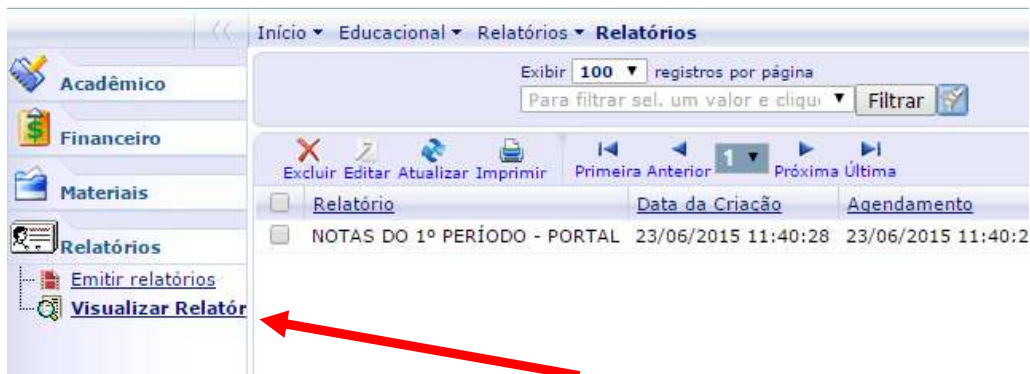 Início Educacional Relatórios Relatórios
Acadêmico
Financeiro
Materiais
Relatórios
Emitir relatórios
Visualizar Relatór
Exibir 100 registros por página
Para filtrar sel. um valor e cliqu Filtrar
Excluir Editar Atualizar Imprimir Primeira Anterior 1 Próxima Última
Relatório Data da Criação Agendamento
NOTAS DO 1º PERÍODO - PORTAL 23/06/2015 11:40:28 23/06/2015 11:40:2